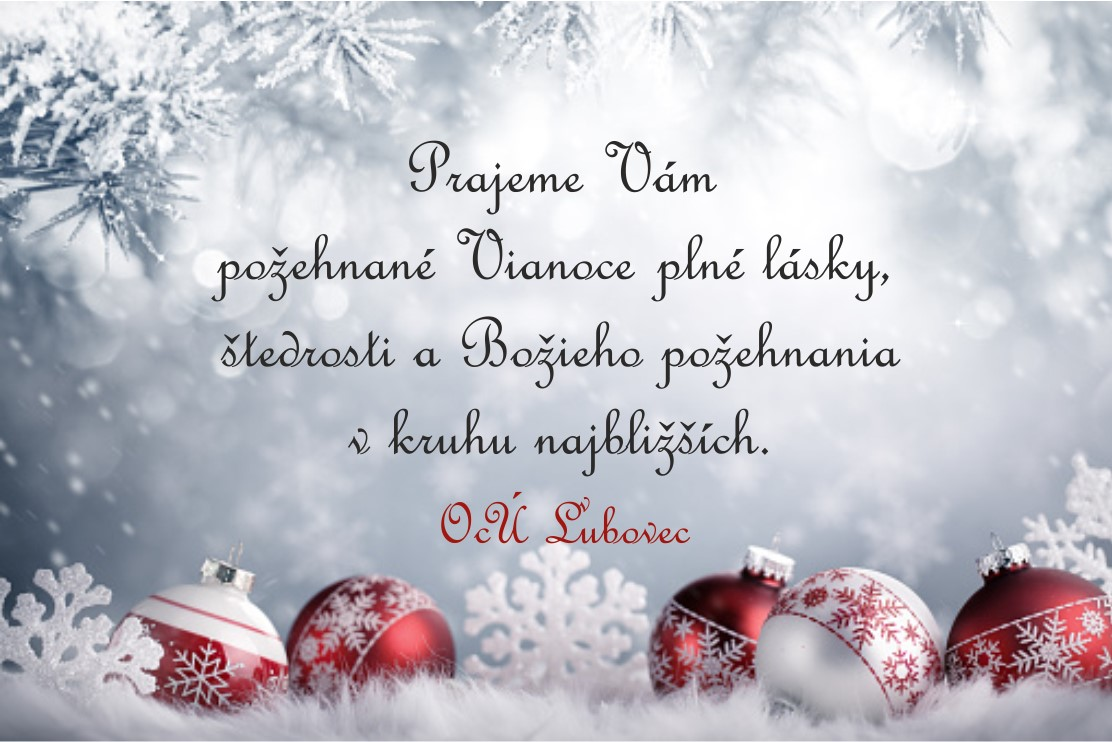 Prajeme Vám
požehnané Vianoce plné lásky,
štedrosti a Božieho požehnania
v kruhu najbližších.
OcÚ Ľubovec